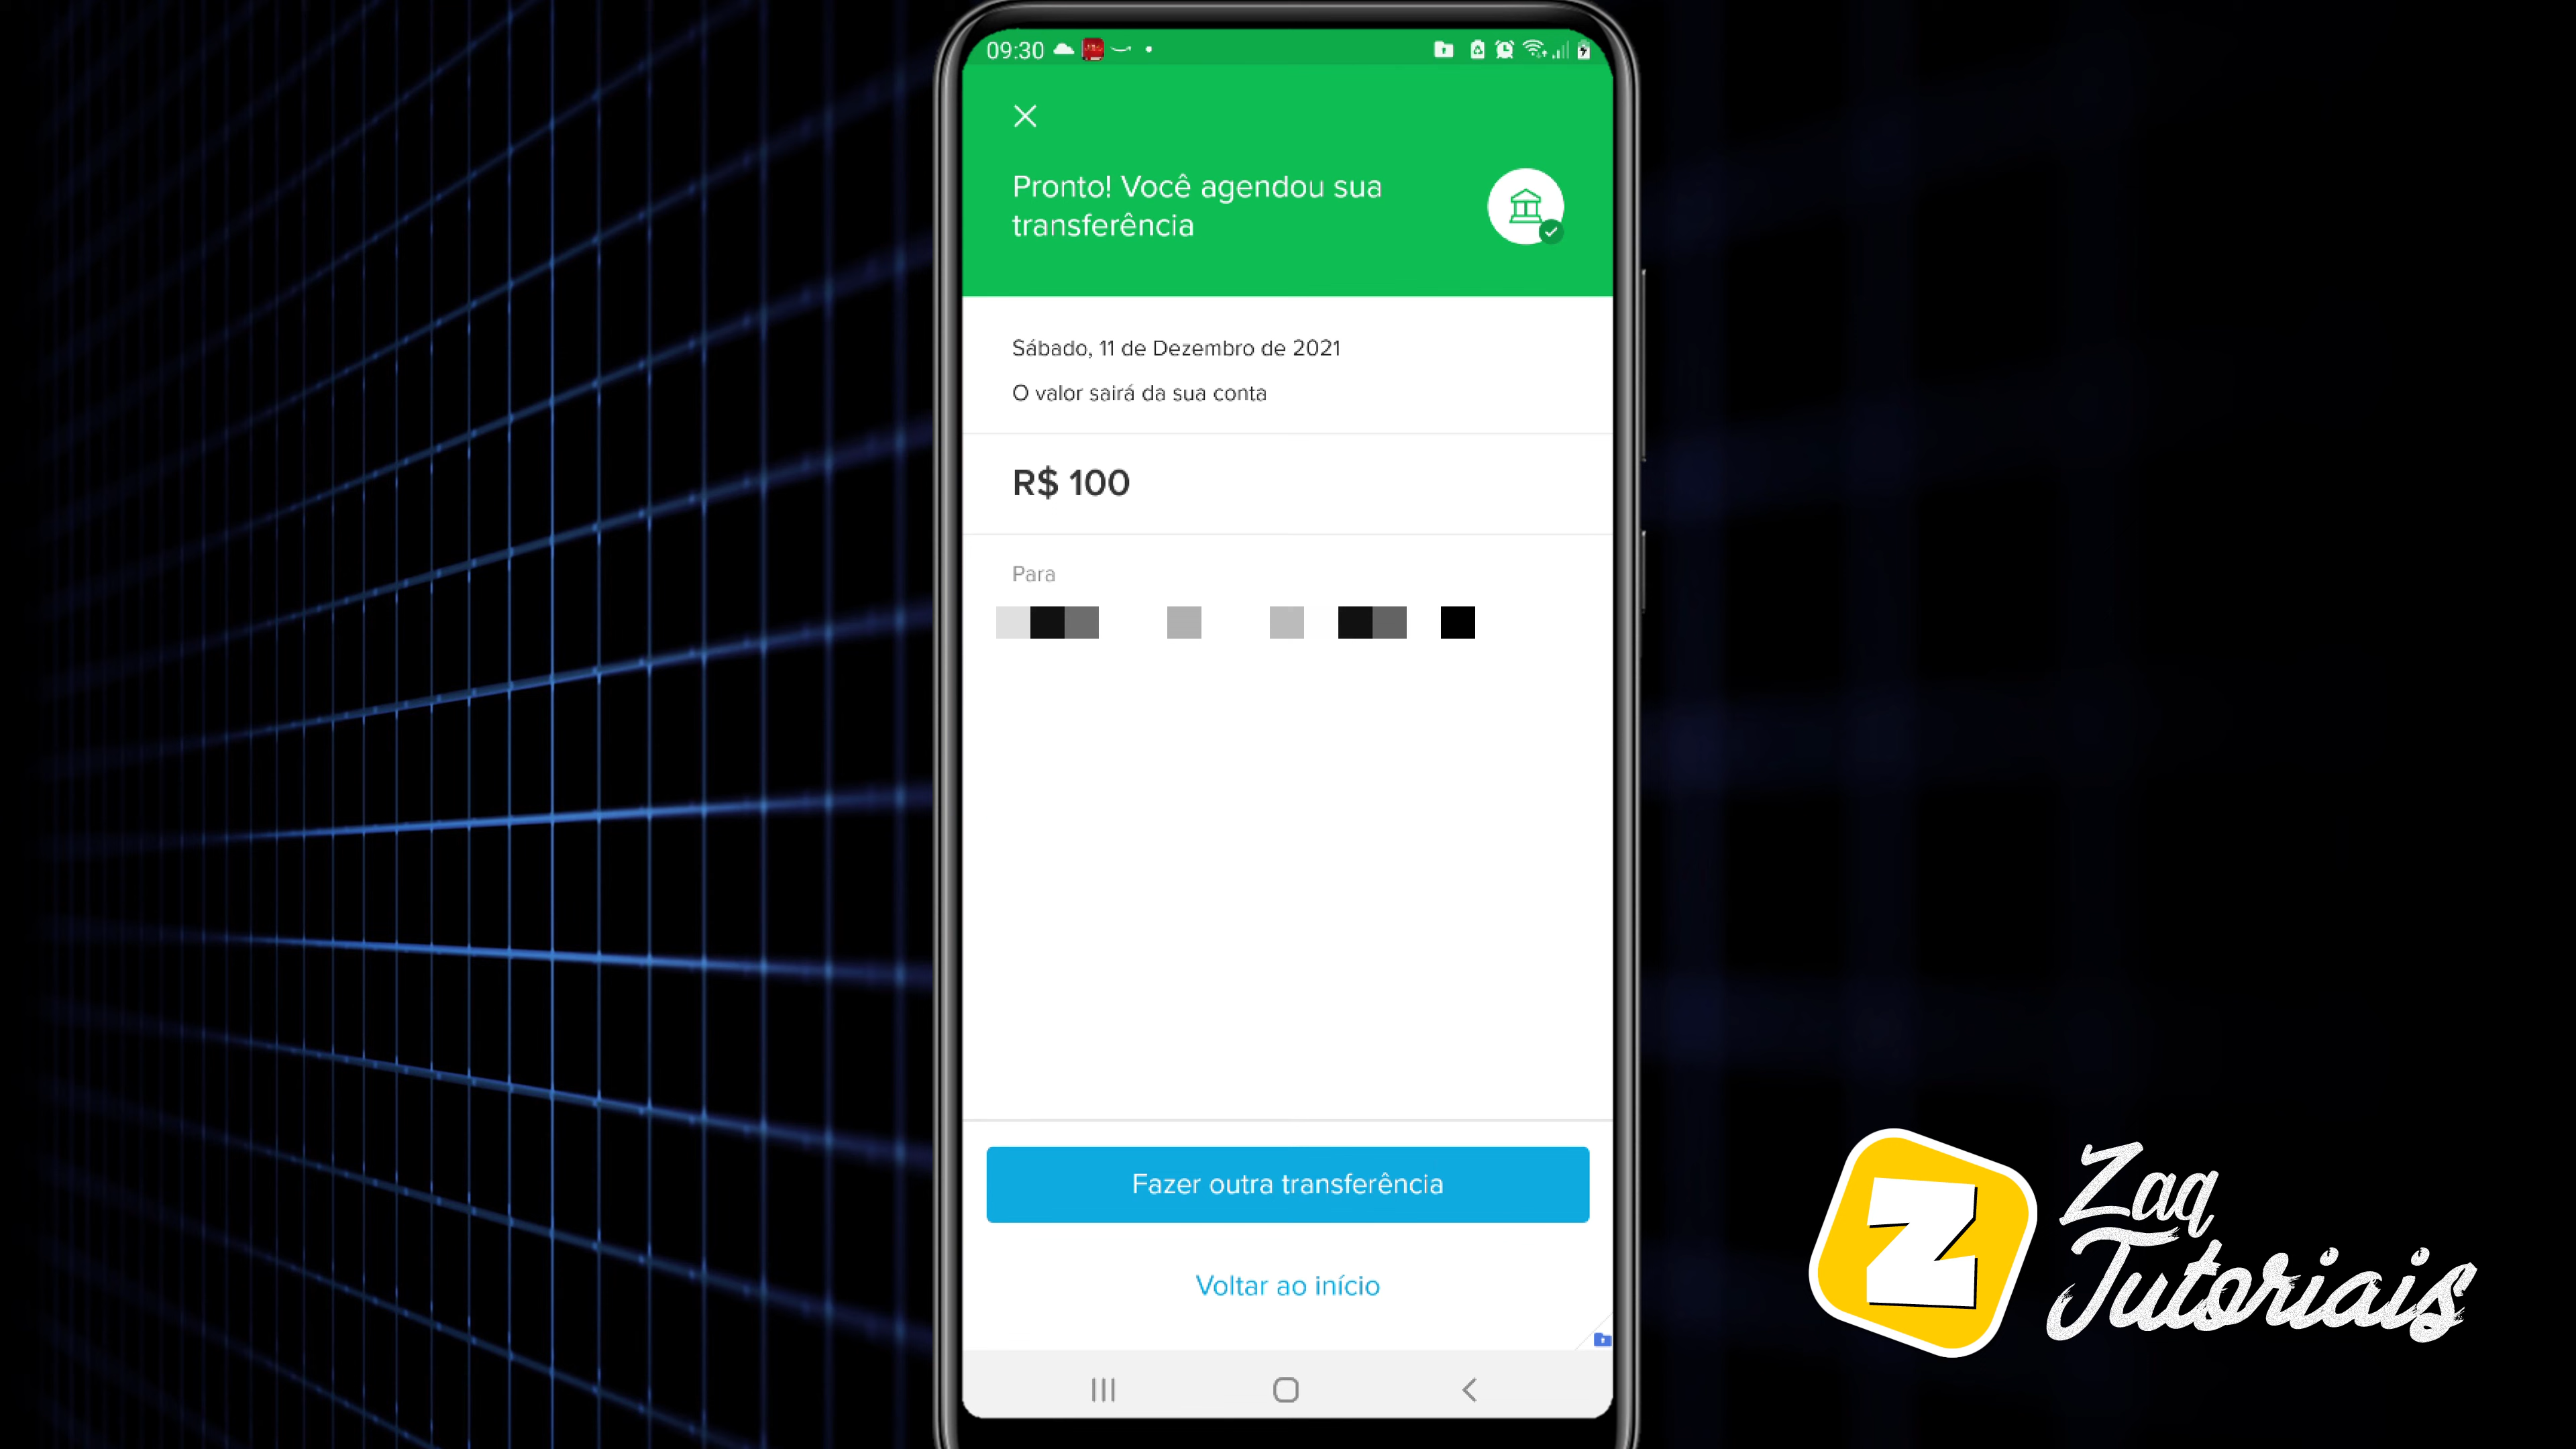 09:30
Pronto! Você agendou sua
transferência
Sábado, 11 de Dezembro de 2021
O valor sairá da sua conta
R$ 100
Para
Fazer outra transferência
Voltar ao início
Z
Zaq
Tutoriais